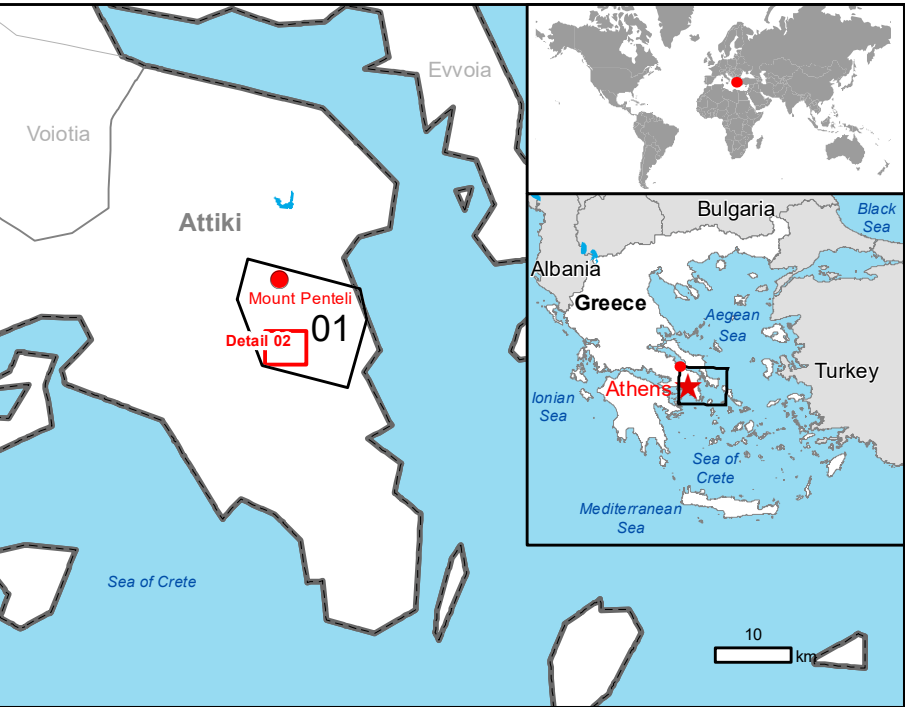 Evvoia
Voiotia
Attiki
Mount Penteli
01
Detail 02
Sea of Crete
10
km
Bulgaria
Black
Sea
Albania
Greece
Aegean
Sea
Turkey
Athens
Ionian
Sea
Sea of
Crete
Mediterranean
Sea